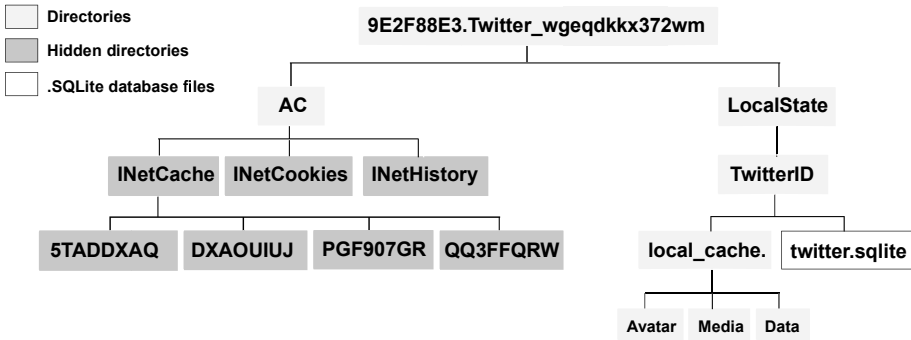 Directories
Hidden directories
.SQLite database files
9E2F88E3.Twitter_wgeqdkkx372wm
AC
LocalState
INetCache
INetCookies
INetHistory
TwitterID
5TADDXAQ
DXAOUIUJ
PGF907GR
QQ3FFQRW
local_cache.
twitter.sqlite
Avatar
Media
Data